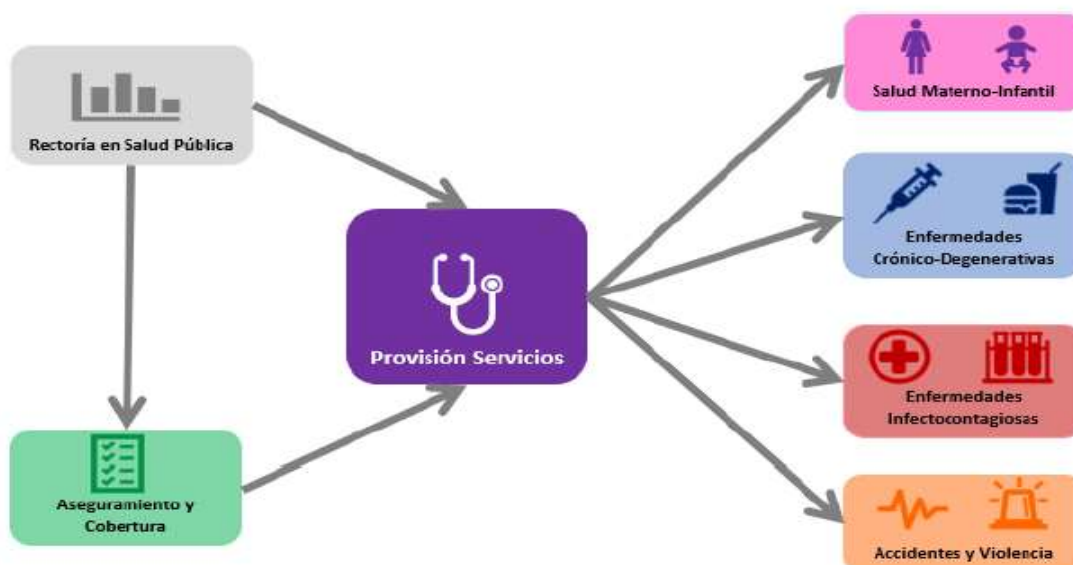 Rectoría en Salud Pública
Aseguramiento y
Cobertura
Provisión Servicios
Salud Materno-Infantil
Enfermedades
Crónico-Degenerativas
Enfermedades
Infectocontagiosas
Accidentes y Violencia